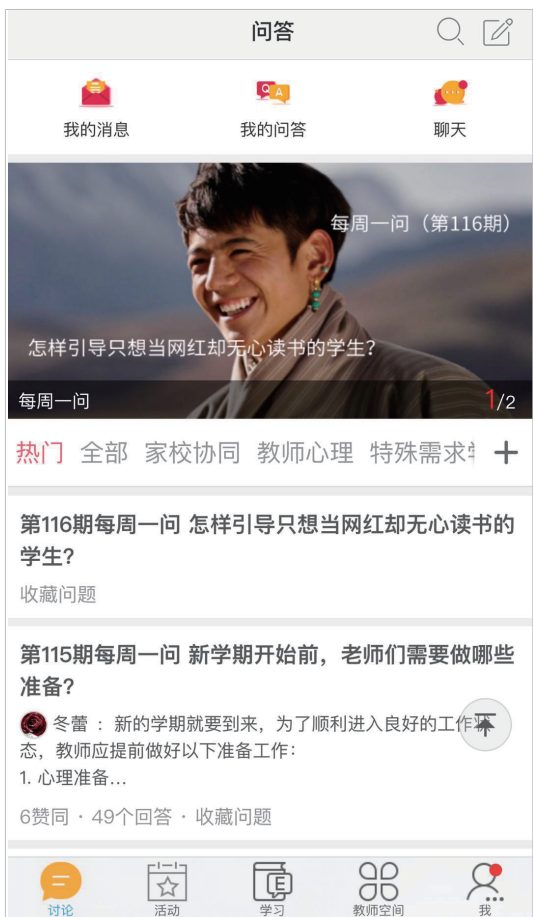 问答
我的消息
我的问答
聊天
Q A
每周一问（第116期）
怎样引导只想当网红却无心读书的学生？
每周一问
1/2
热门 全部 家校协同 教师心理 特殊需求
第116期每周一问 怎样引导只想当网红却无心读书的
学生?
收藏问题
第115期每周一问 新学期开始前，老师们需要做哪些
准备?
冬蕾 ：新的学期就要到来，为了顺利进入良好的工作
态，教师应提前做好以下准备工作：
1. 心理准备...
6赞同 · 49个回答 · 收藏问题
讨论
活动
学习
教师空间
我